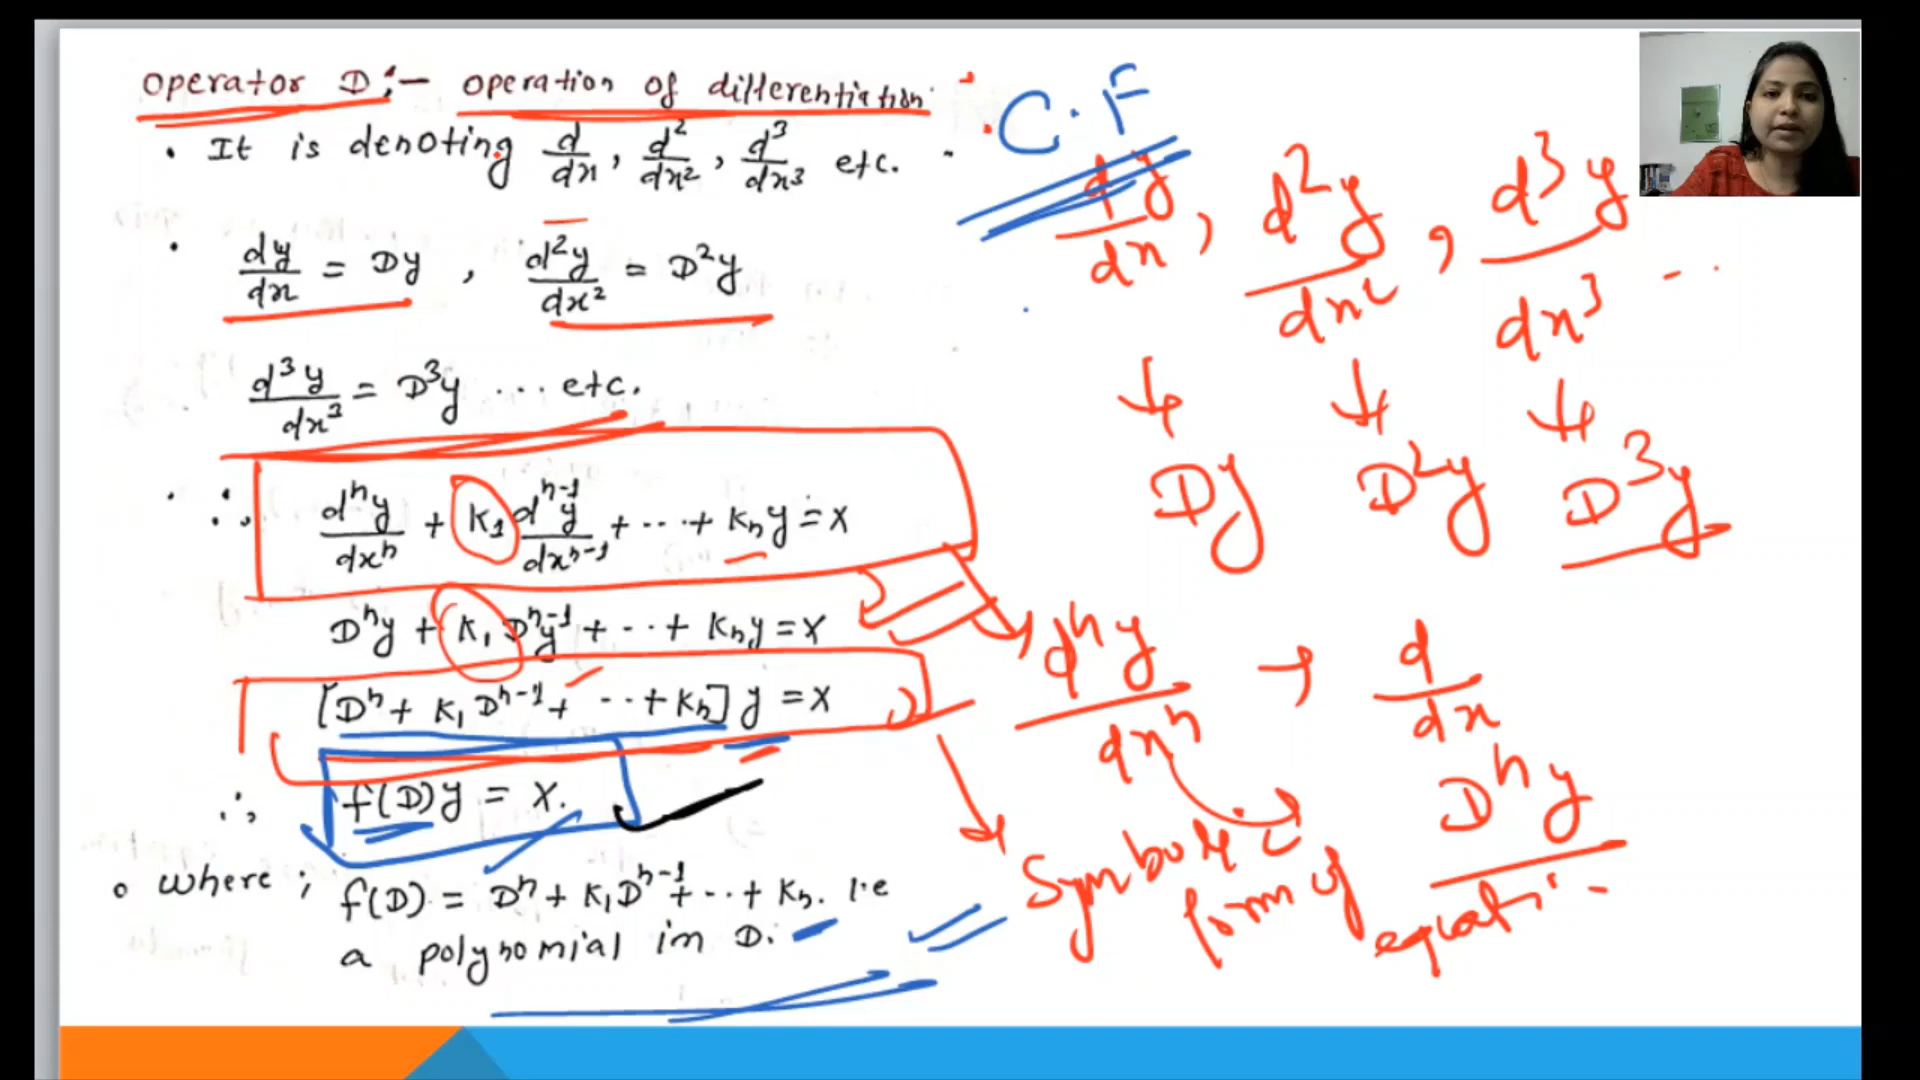 Operator D :- operation of differentiation
• It is denoting d/dx, d²/dx², d³/dx³ etc.
• dy/dx = Dy , d²y/dx² = D²y
d³y/dx³ = D³y ... etc.
∴ dⁿy/dxⁿ + K₁ dⁿ⁻¹y/dxⁿ⁻¹ + ... + Kₙy = X
Dⁿy + K₁Dⁿ⁻¹y + ... + Kₙy = X
[Dⁿ + K₁Dⁿ⁻¹ + ... + Kₙ] y = X
∴ f(D)y = X.
where ; f(D) = Dⁿ + K₁Dⁿ⁻¹ + ... + Kₙ. i.e
a polynomial in D.
C.F
dy/dx , d²y/dx² , d³y/dx³ ...
↓ ↓ ↓
Dy D²y D³y
dⁿy/dxⁿ → d/dx
Dⁿy
Symbolic
form of
equati